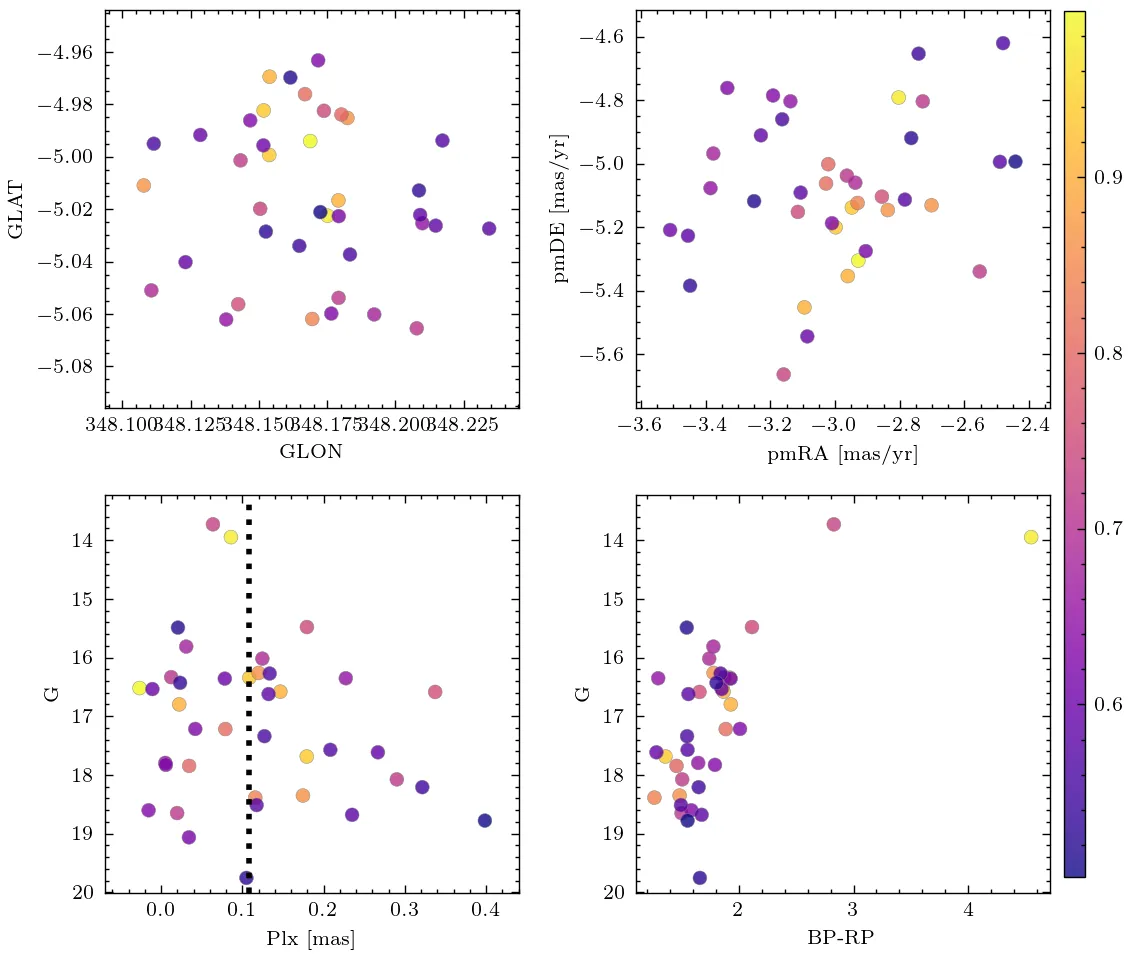 −4.96
−4.98
−5.00
−5.02
−5.04
−5.06
−5.08
GLAT
348.100 348.125 348.150 348.175 348.200 348.225
GLON
−4.6
−4.8
−5.0
−5.2
−5.4
−5.6
pmDE [mas/yr]
−3.6 −3.4 −3.2 −3.0 −2.8 −2.6 −2.4
pmRA [mas/yr]
0.9
0.8
0.7
0.6
14
15
16
17
18
19
20
G
0.0 0.1 0.2 0.3 0.4
Plx [mas]
14
15
16
17
18
19
20
G
2 3 4
BP-RP